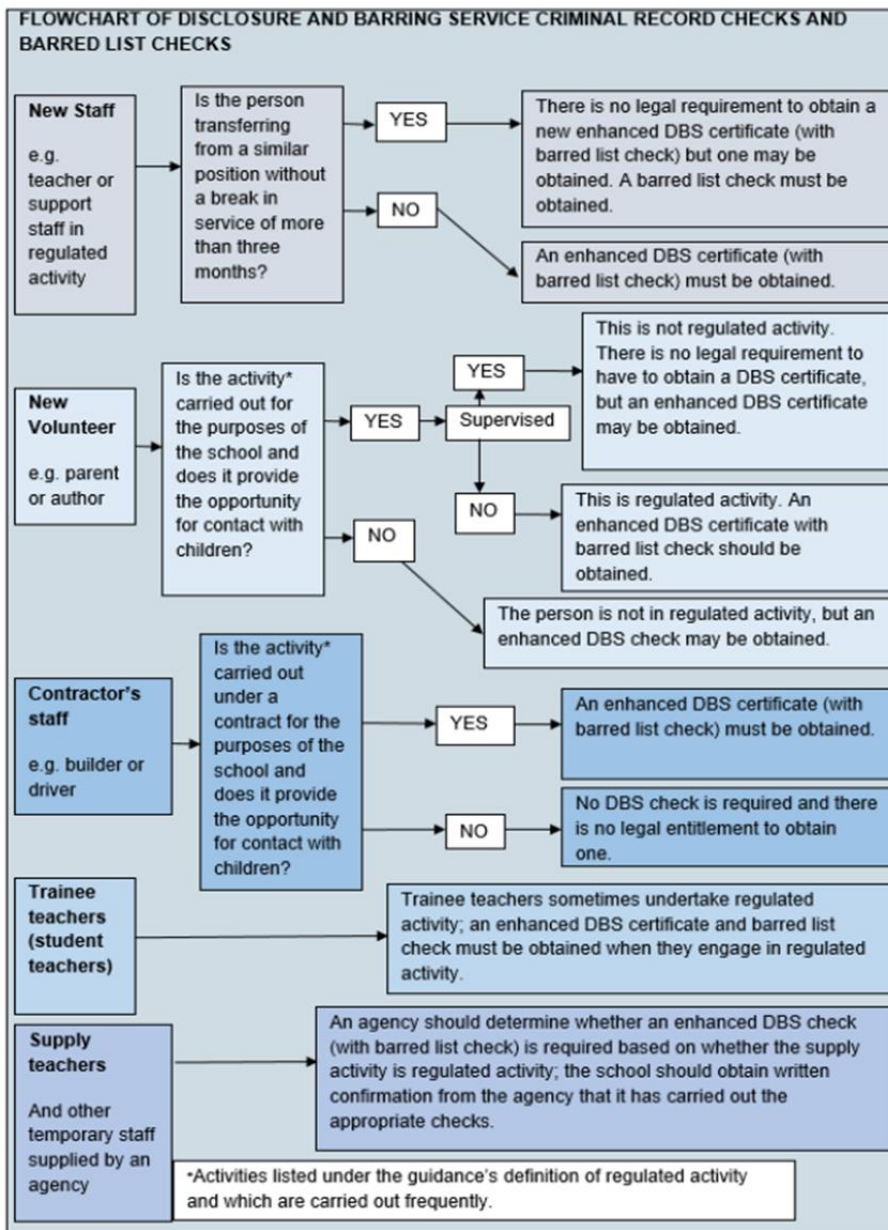 FLOWCHART OF DISCLOSURE AND BARRING SERVICE CRIMINAL RECORD CHECKS AND
BARRED LIST CHECKS
New Staff
e.g.
teacher or
support
staff in
regulated
activity
Is the person
transferring
from a similar
position without
a break in
service of more
than three
months?
YES
There is no legal requirement to obtain a
new enhanced DBS certificate (with
barred list check) but one may be
obtained. A barred list check must be
obtained.
NO
An enhanced DBS certificate (with
barred list check) must be obtained.
New
Volunteer
e.g. parent
or author
Is the activity*
carried out for
the purposes of
the school and
does it provide
the opportunity
for contact with
children?
YES
Supervised
YES
This is not regulated activity.
There is no legal requirement to
have to obtain a DBS certificate,
but an enhanced DBS certificate
may be obtained.
NO
This is regulated activity. An
enhanced DBS certificate with
barred list check should be
obtained.
NO
The person is not in regulated activity, but an
enhanced DBS check may be obtained.
Contractor's
staff
e.g. builder or
driver
Is the activity*
carried out
under a
contract for the
purposes of the
school and
does it provide
the opportunity
for contact with
children?
YES
An enhanced DBS certificate (with
barred list check) must be obtained.
NO
No DBS check is required and there
is no legal entitlement to obtain
one.
Trainee
teachers
(student
teachers)
Trainee teachers sometimes undertake regulated
activity; an enhanced DBS certificate and barred list
check must be obtained when they engage in regulated
activity.
Supply
teachers
And other
temporary staff
supplied by an
agency
An agency should determine whether an enhanced DBS check
(with barred list check) is required based on whether the supply
activity is regulated activity; the school should obtain written
confirmation from the agency that it has carried out the
appropriate checks.
*Activities listed under the guidance's definition of regulated activity
and which are carried out frequently.